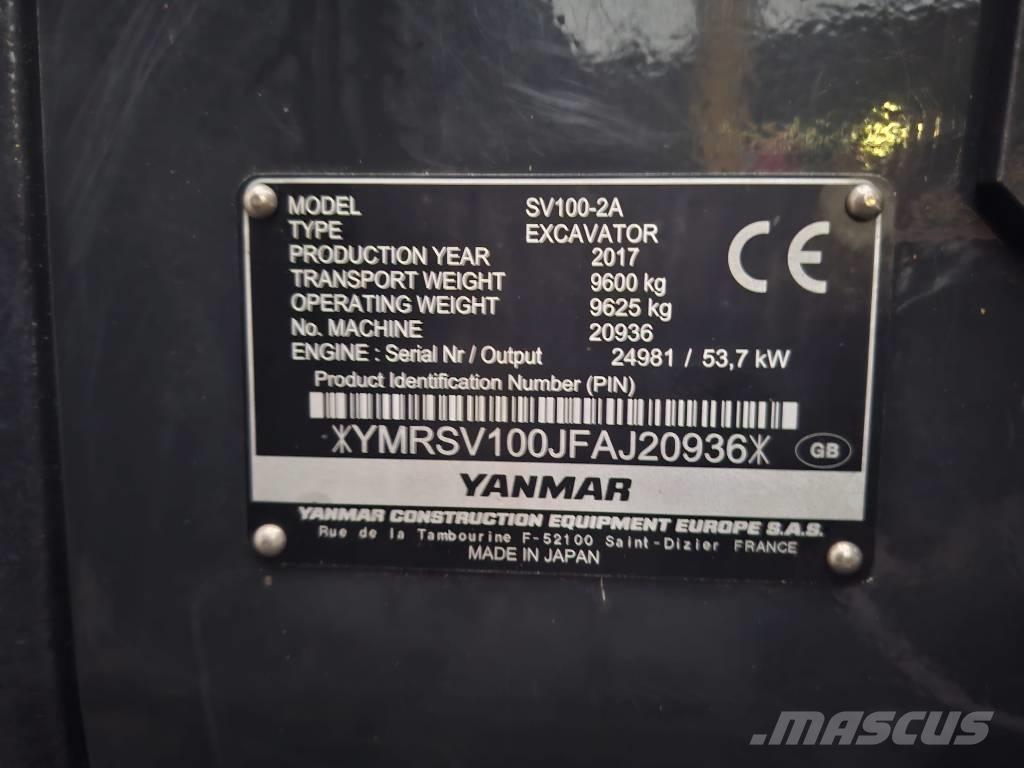 MODEL SV100-2A
TYPE EXCAVATOR
PRODUCTION YEAR 2017
TRANSPORT WEIGHT 9600 kg
OPERATING WEIGHT 9625 kg
No. MACHINE 20936
ENGINE : Serial Nr / Output 24981 / 53,7 kW
CE
Product Identification Number (PIN)
YMRSV100JFAJ20936
GB
YANMAR
YANMAR CONSTRUCTION EQUIPMENT EUROPE S.A.S.
Rue de la Tambourine F-52100 Saint-Dizier FRANCE
MADE IN JAPAN
MASCUS